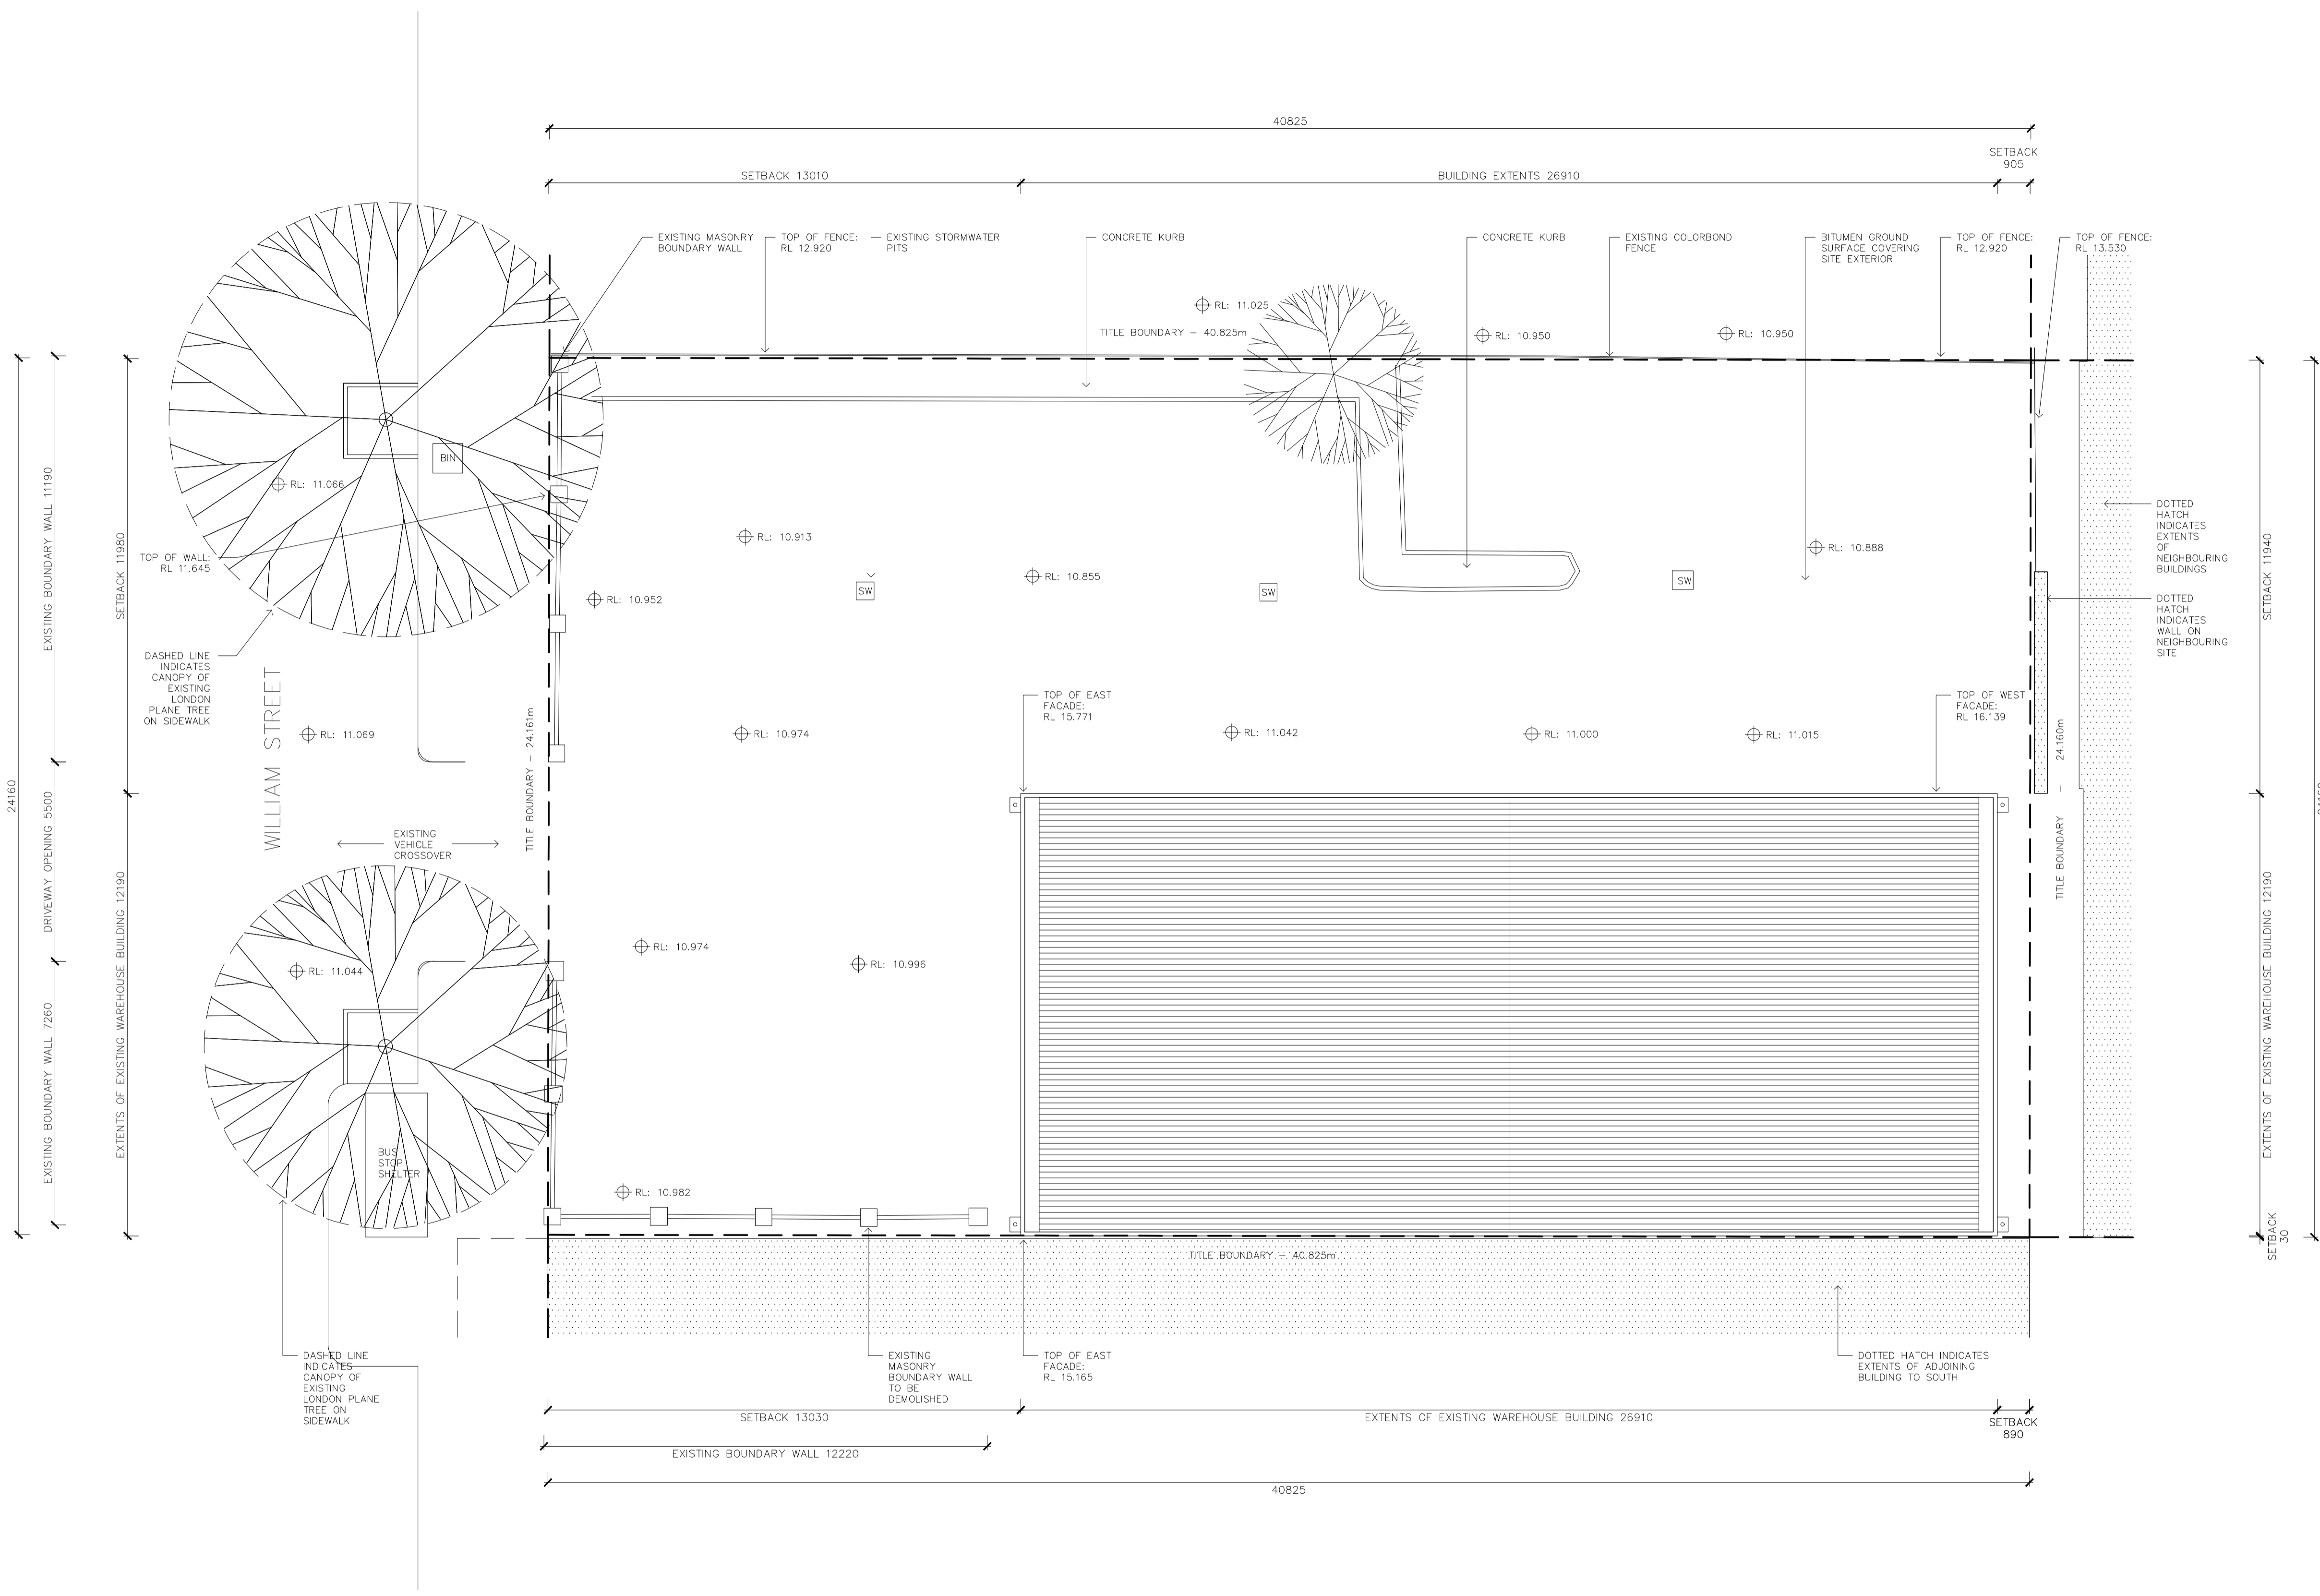 40825
SETBACK
905
SETBACK 13010
BUILDING EXTENTS 26910
EXISTING MASONRY
BOUNDARY WALL
TOP OF FENCE:
RL 12.920
EXISTING STORMWATER
PITS
CONCRETE KURB
CONCRETE KURB
EXISTING COLORBOND
FENCE
BITUMEN GROUND
SURFACE COVERING
SITE EXTERIOR
TOP OF FENCE:
RL 12.920
TOP OF FENCE:
RL 13.530
RL: 11.025
TITLE BOUNDARY – 40.825m
RL: 10.950
RL: 10.950
BIN
RL: 11.066
TOP OF WALL:
RL 11.645
RL: 10.913
RL: 10.952
SW
RL: 10.855
SW
SW
RL: 10.888
DOTTED
HATCH
INDICATES
EXTENTS
OF
NEIGHBOURING
BUILDINGS
DOTTED
HATCH
INDICATES
WALL ON
NEIGHBOURING
SITE
DASHED LINE
INDICATES
CANOPY OF
EXISTING
LONDON
PLANE TREE
ON SIDEWALK
WILLIAM STREET
RL: 11.069
TITLE BOUNDARY – 24.161m
RL: 10.974
TOP OF EAST
FACADE:
RL 15.771
RL: 11.042
RL: 11.000
RL: 11.015
TOP OF WEST
FACADE:
RL 16.139
TITLE BOUNDARY – 24.160m
24160
EXISTING BOUNDARY WALL 11190
DRIVEWAY OPENING 5500
EXISTING BOUNDARY WALL 7260
SETBACK 11980
EXTENTS OF EXISTING WAREHOUSE BUILDING 12190
SETBACK 11940
EXTENTS OF EXISTING WAREHOUSE BUILDING 12190
SETBACK
30
EXISTING
VEHICLE
CROSSOVER
RL: 11.044
RL: 10.974
RL: 10.996
BUS
STOP
SHELTER
RL: 10.982
TITLE BOUNDARY – 40.825m
DASHED LINE
INDICATES
CANOPY OF
EXISTING
LONDON PLANE
TREE ON
SIDEWALK
EXISTING
MASONRY
BOUNDARY WALL
TO BE
DEMOLISHED
TOP OF EAST
FACADE:
RL 15.165
DOTTED HATCH INDICATES
EXTENTS OF ADJOINING
BUILDING TO SOUTH
SETBACK 13030
EXTENTS OF EXISTING WAREHOUSE BUILDING 26910
SETBACK
890
EXISTING BOUNDARY WALL 12220
40825